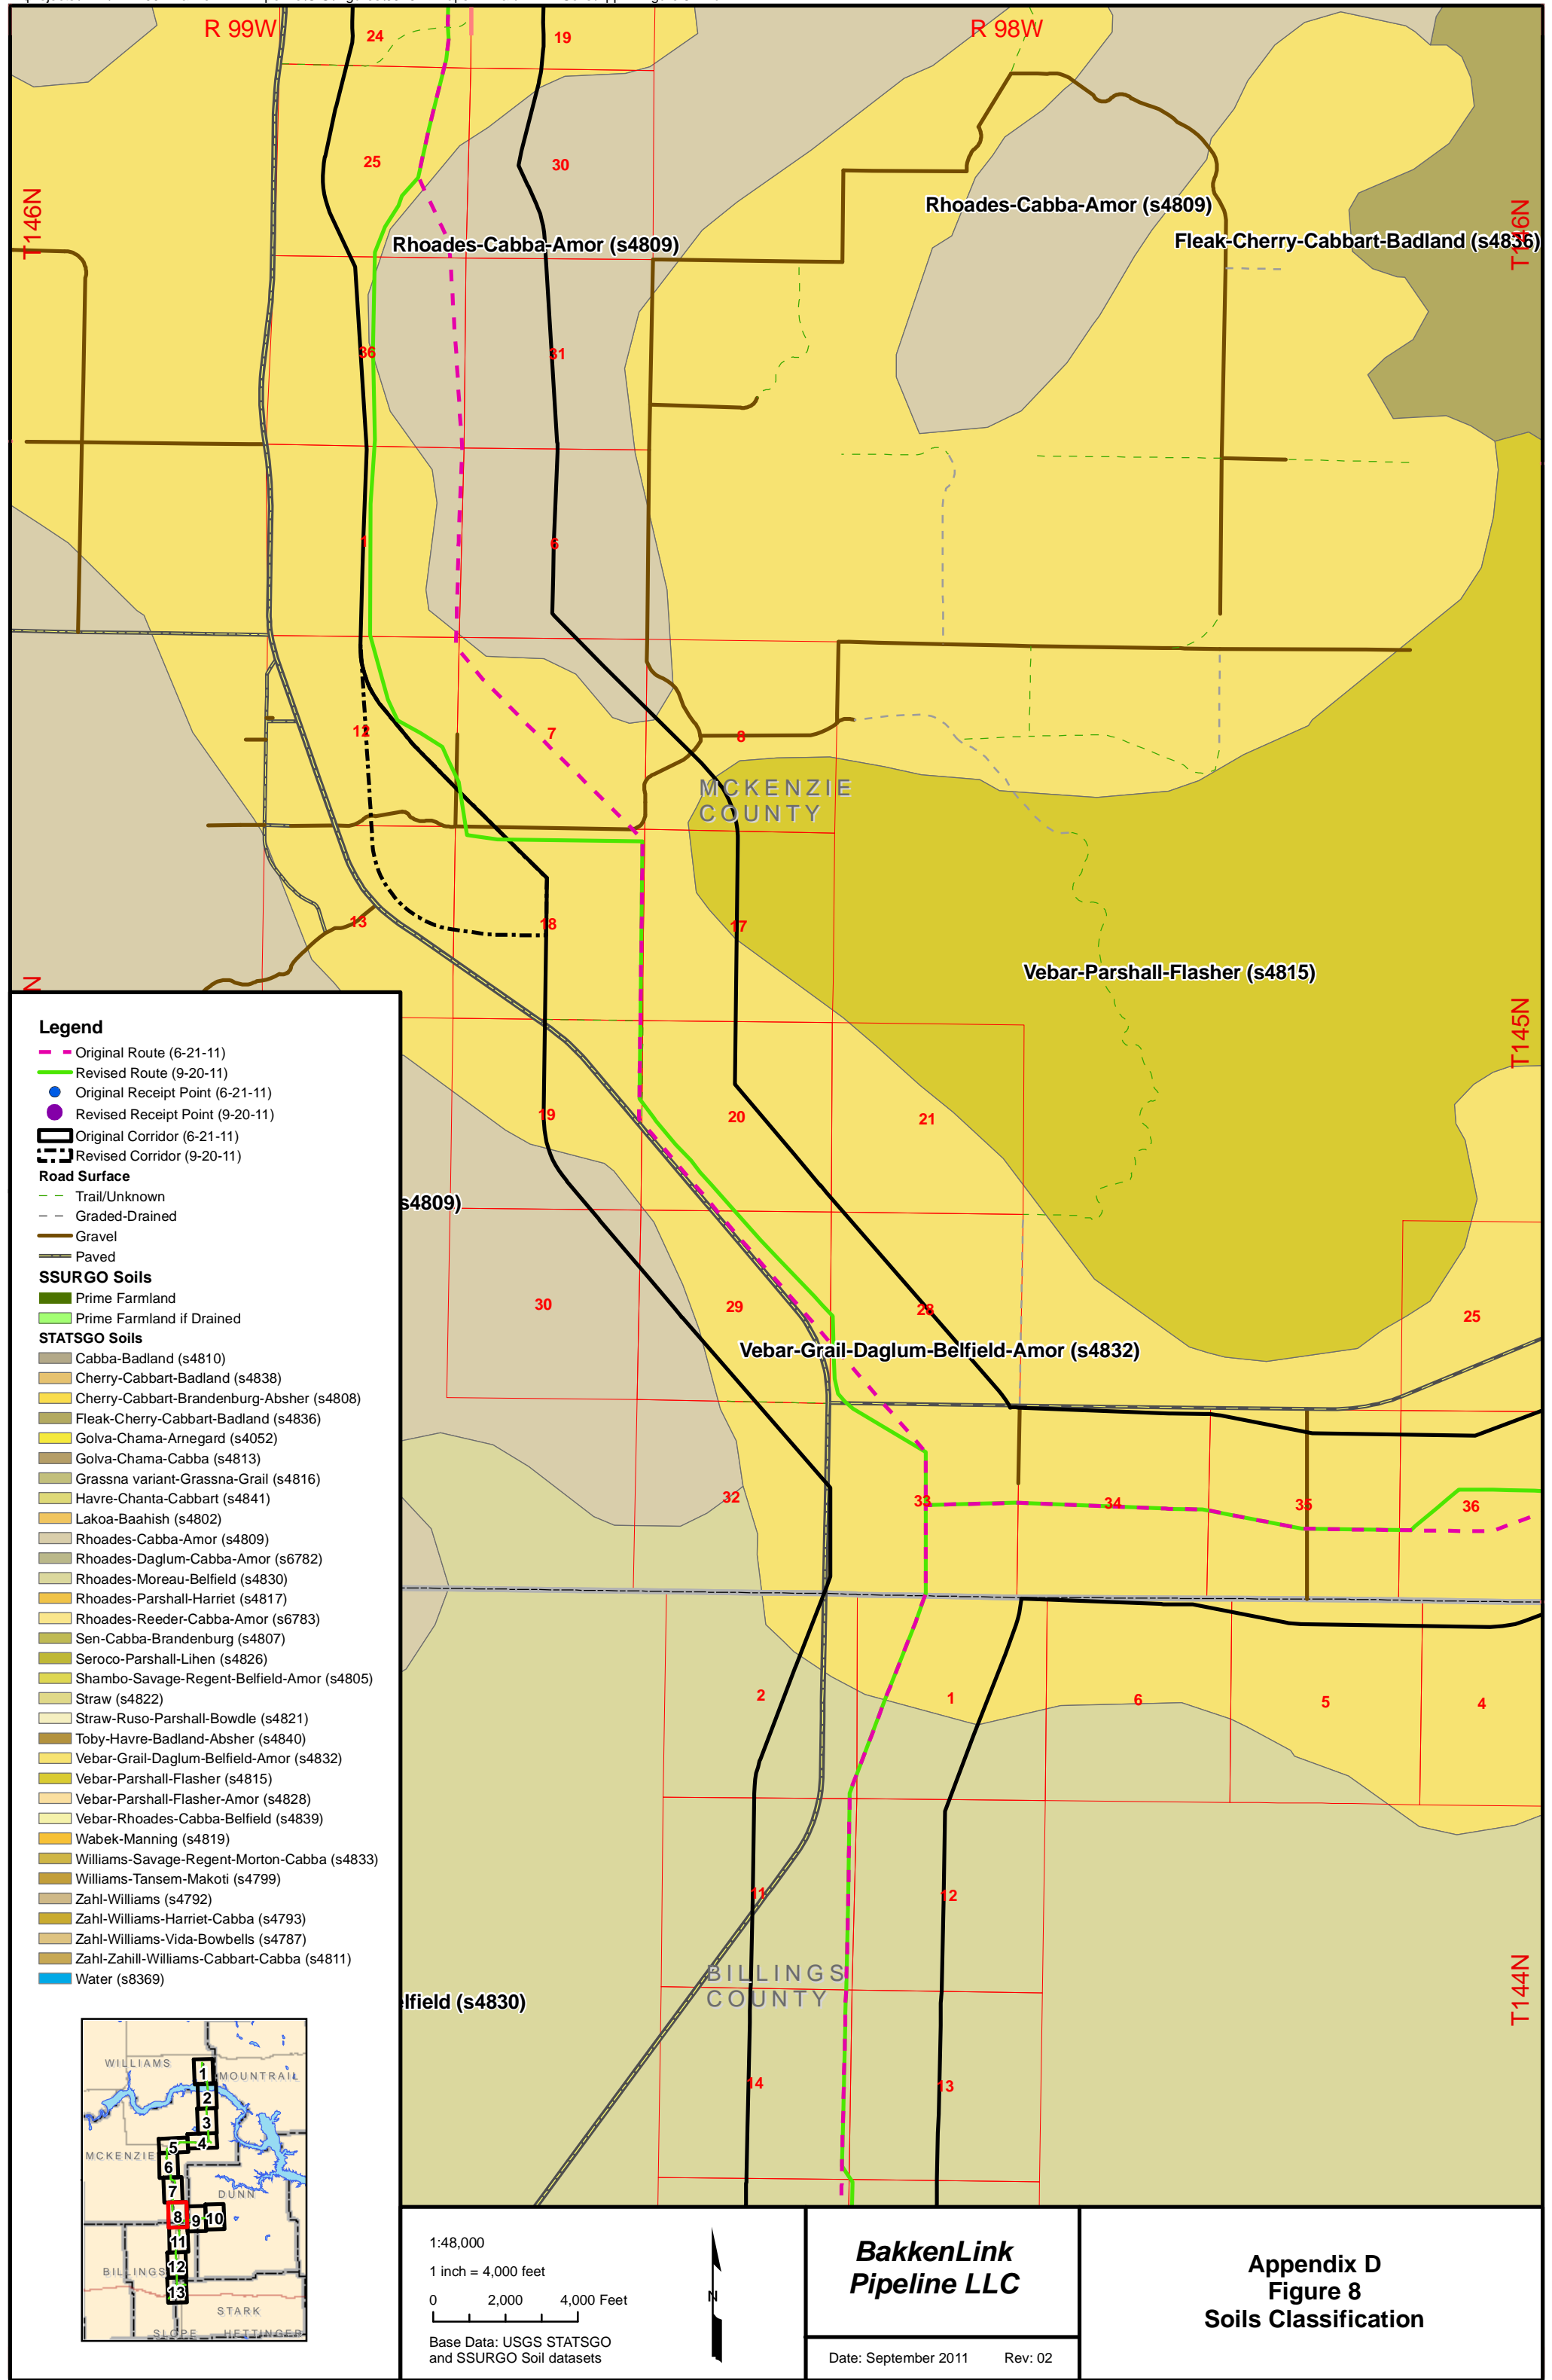 R 99W
R 98W
24
19
25
30
T146N
T146N
Rhoades-Cabba-Amor (s4809)
Rhoades-Cabba-Amor (s4809)
Fleak-Cherry-Cabbart-Badland (s4836)
36
31
1
6
12
7
8
MCKENZIE
COUNTY
13
18
17
Vebar-Parshall-Flasher (s4815)
N
T145N
19
20
21
s4809)
30
29
28
25
Vebar-Grail-Daglum-Belfield-Amor (s4832)
32
33
34
35
36
2
1
6
5
4
11
12
BILLINGS
COUNTY
elfield (s4830)
T144N
14
13
Legend
Original Route (6-21-11)
Revised Route (9-20-11)
Original Receipt Point (6-21-11)
Revised Receipt Point (9-20-11)
Original Corridor (6-21-11)
Revised Corridor (9-20-11)
Road Surface
Trail/Unknown
Graded-Drained
Gravel
Paved
SSURGO Soils
Prime Farmland
Prime Farmland if Drained
STATSGO Soils
Cabba-Badland (s4810)
Cherry-Cabbart-Badland (s4838)
Cherry-Cabbart-Brandenburg-Absher (s4808)
Fleak-Cherry-Cabbart-Badland (s4836)
Golva-Chama-Arnegard (s4052)
Golva-Chama-Cabba (s4813)
Grassna variant-Grassna-Grail (s4816)
Havre-Chanta-Cabbart (s4841)
Lakoa-Baahish (s4802)
Rhoades-Cabba-Amor (s4809)
Rhoades-Daglum-Cabba-Amor (s6782)
Rhoades-Moreau-Belfield (s4830)
Rhoades-Parshall-Harriet (s4817)
Rhoades-Reeder-Cabba-Amor (s6783)
Sen-Cabba-Brandenburg (s4807)
Seroco-Parshall-Lihen (s4826)
Shambo-Savage-Regent-Belfield-Amor (s4805)
Straw (s4822)
Straw-Ruso-Parshall-Bowdle (s4821)
Toby-Havre-Badland-Absher (s4840)
Vebar-Grail-Daglum-Belfield-Amor (s4832)
Vebar-Parshall-Flasher (s4815)
Vebar-Parshall-Flasher-Amor (s4828)
Vebar-Rhoades-Cabba-Belfield (s4839)
Wabek-Manning (s4819)
Williams-Savage-Regent-Morton-Cabba (s4833)
Williams-Tansem-Makoti (s4799)
Zahl-Williams (s4792)
Zahl-Williams-Harriet-Cabba (s4793)
Zahl-Williams-Vida-Bowbells (s4787)
Zahl-Zahill-Williams-Cabbart-Cabba (s4811)
Water (s8369)
WILLIAMS
MOUNTRAIL
1
2
3
4
5
MCKENZIE
6
7
DUNN
8
9
10
11
12
BILLINGS
13
STARK
SLOPE
HETTINGER
1:48,000
1 inch = 4,000 feet
0 2,000 4,000 Feet
Base Data: USGS STATSGO
and SSURGO Soil datasets
N
BakkenLink
Pipeline LLC
Date: September 2011 Rev: 02
Appendix D
Figure 8
Soils Classification